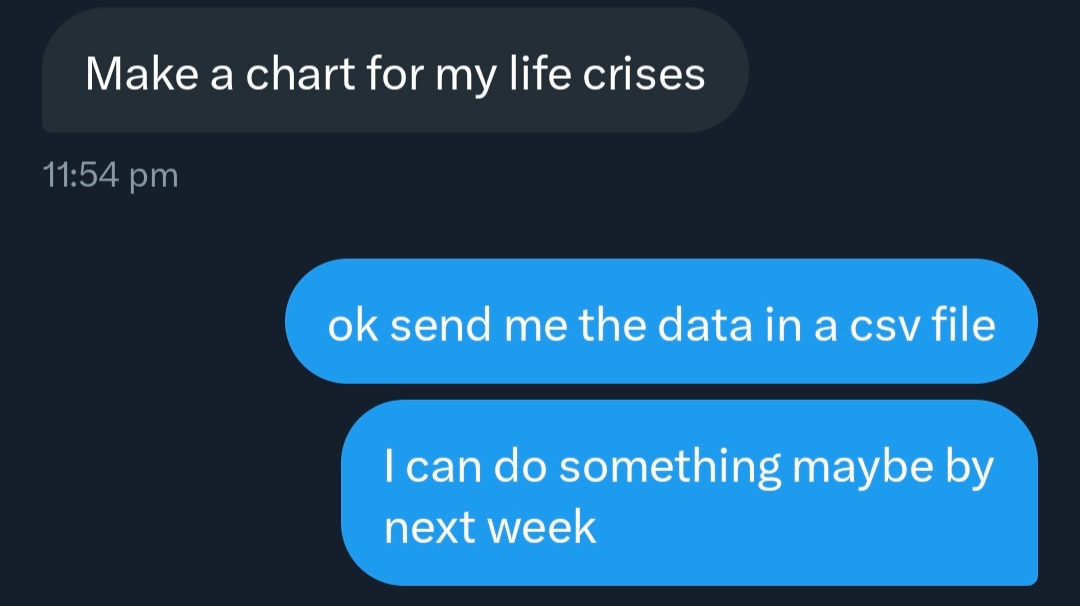 Make a chart for my life crises
11:54 pm
ok send me the data in a csv file
I can do something maybe by
next week